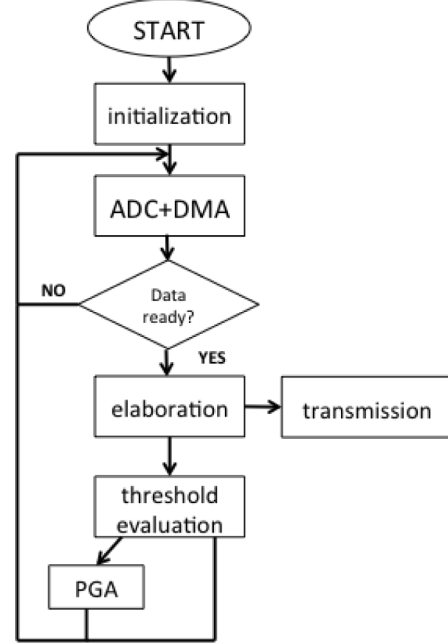 START
initialization
ADC+DMA
Data
ready?
NO
YES
elaboration
transmission
threshold
evaluation
PGA